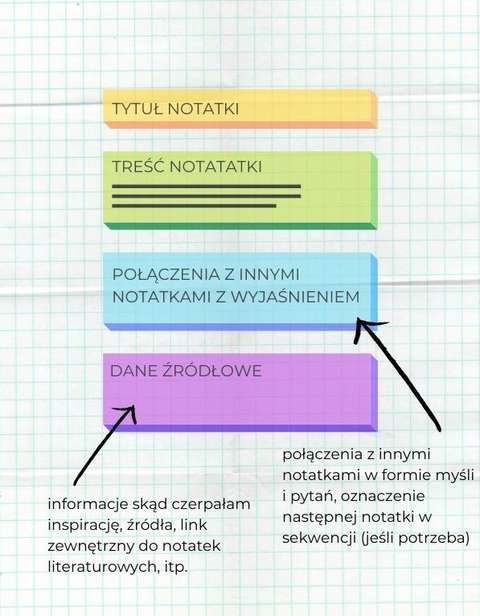 TYTUŁ NOTATKI
TREŚĆ NOTATATKI
POŁĄCZENIA Z INNYMI
NOTATKAMI Z WYJAŚNIENIEM
DANE ŹRÓDŁOWE
połączenia z innymi
notatkami w formie myśli
i pytań, oznaczenie
następnej notatki w
sekwencji (jeśli potrzeba)
informacje skąd czerpałam
inspirację, źródła, link
zewnętrzny do notatek
literaturowych, itp.